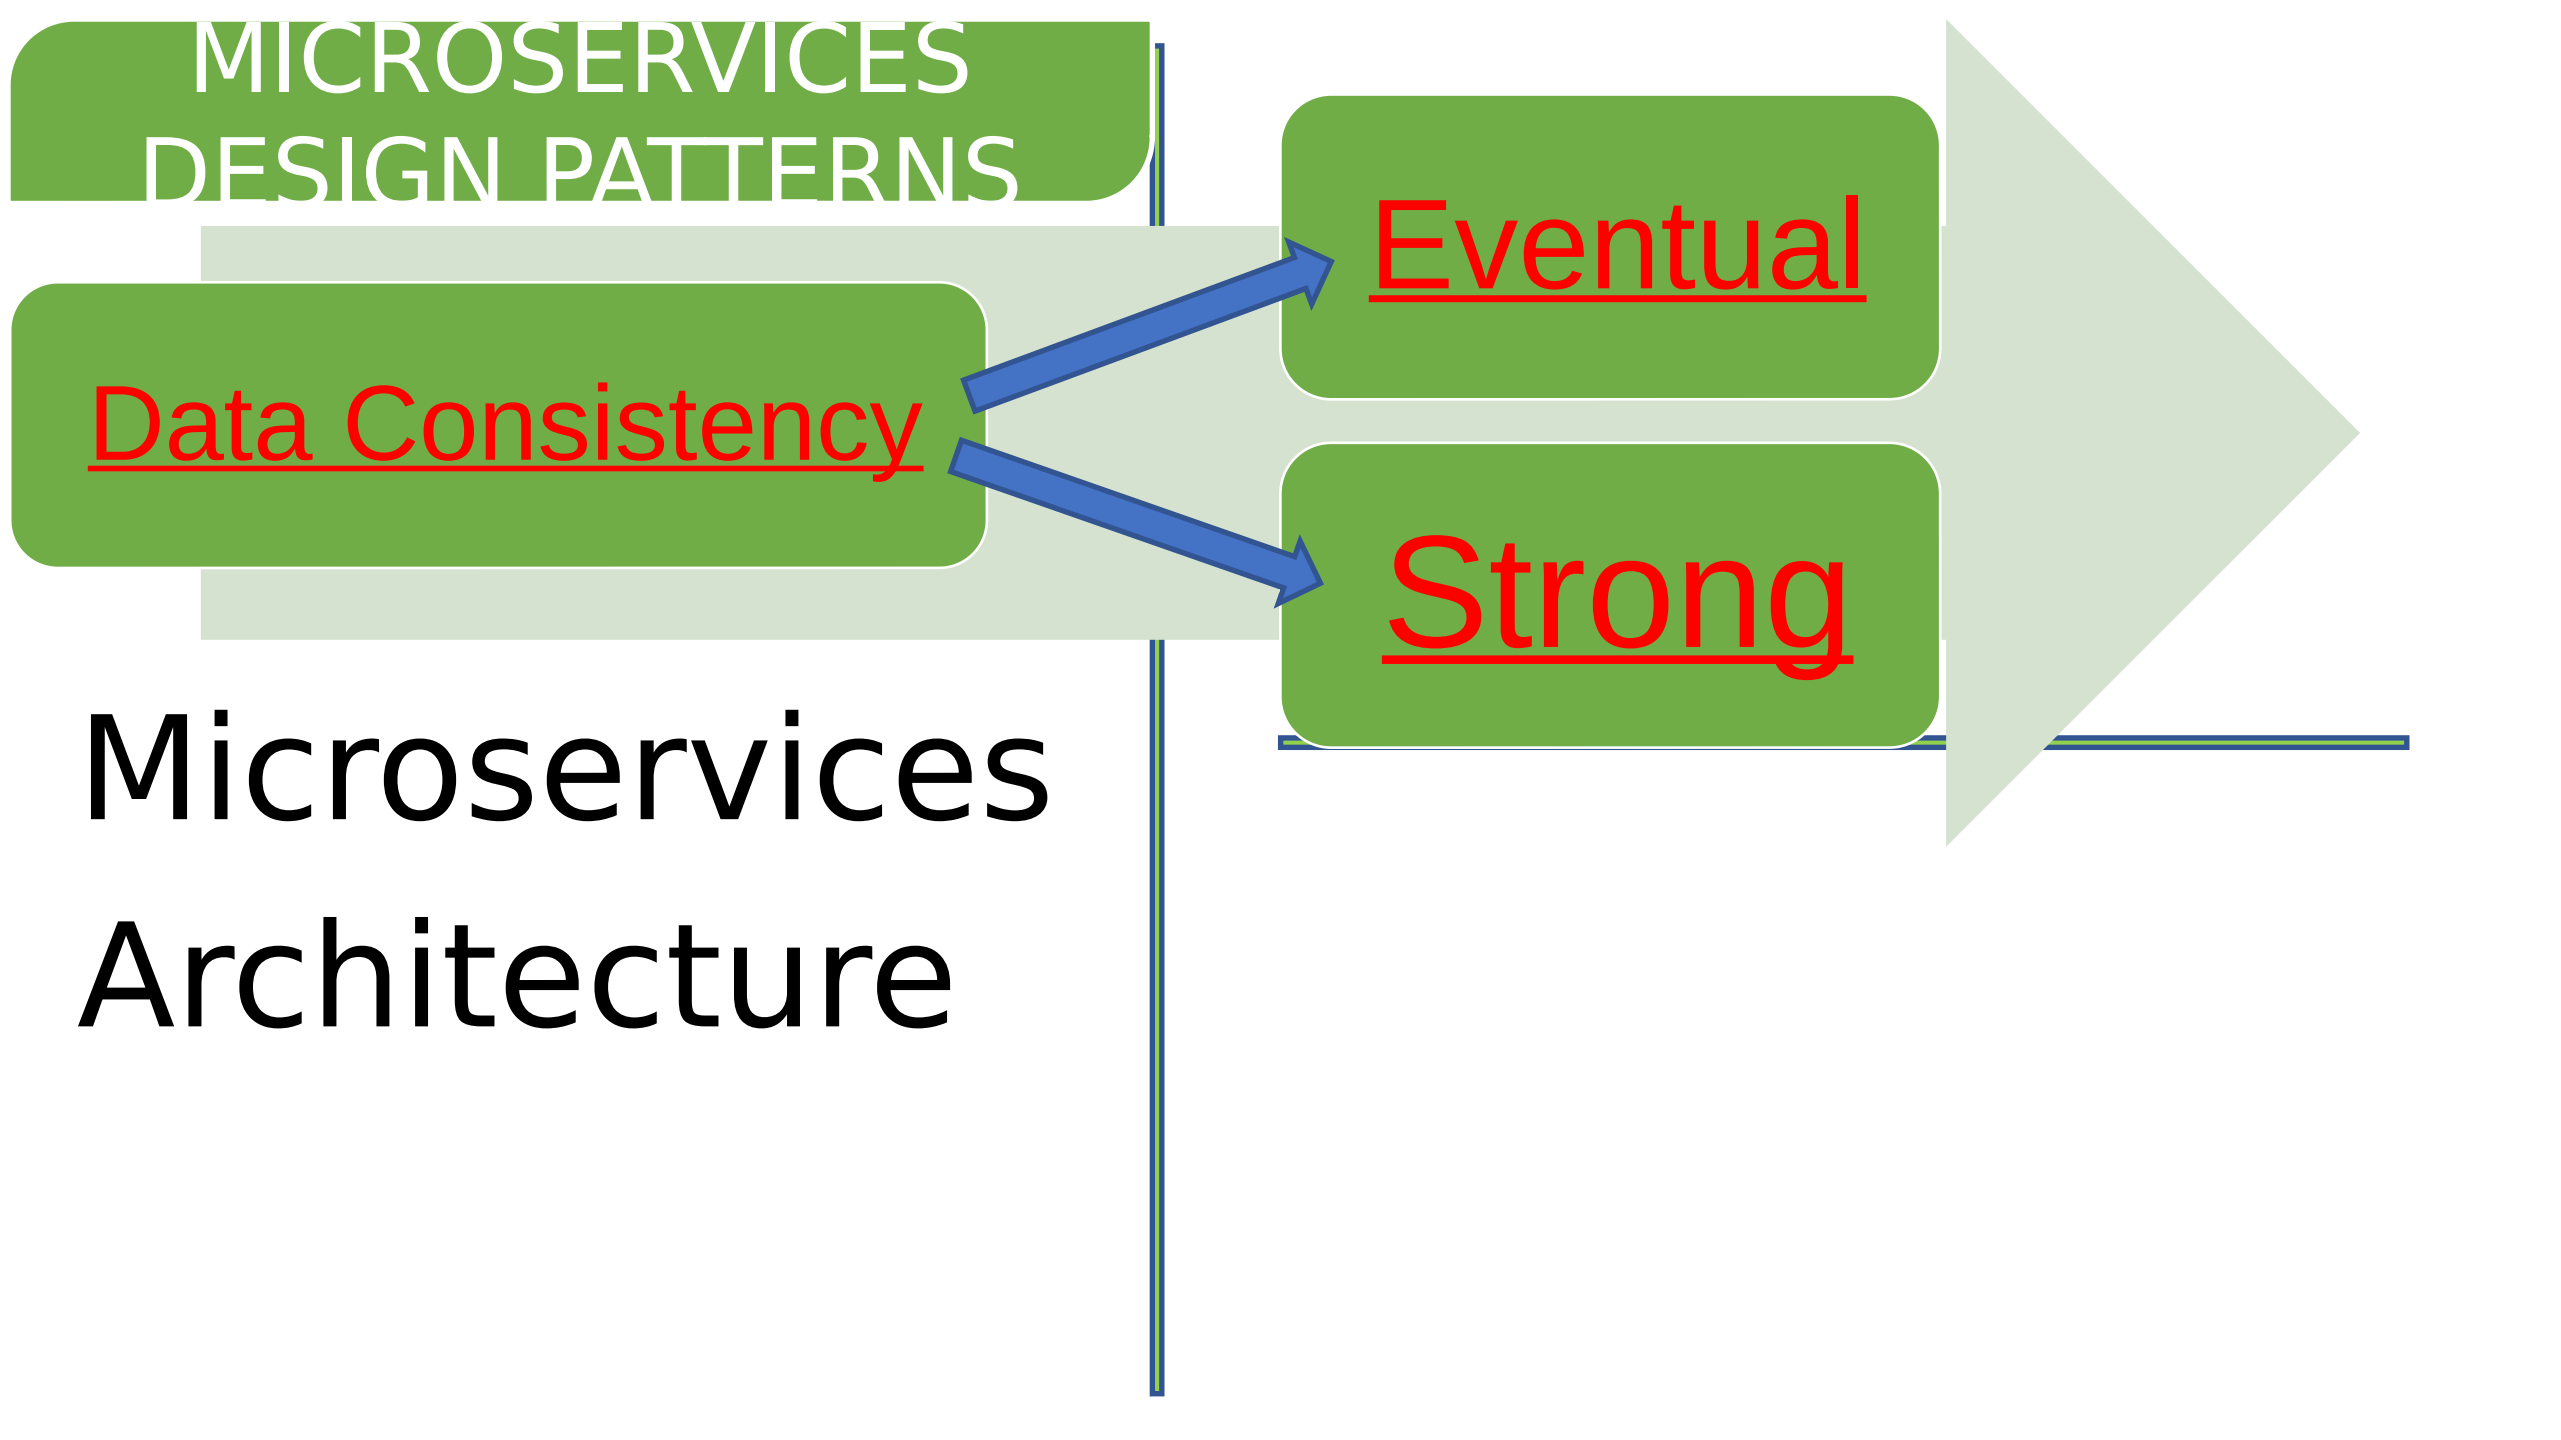 MICROSERVICES
DESIGN PATTERNS
Data Consistency
Eventual
Strong
Microservices
Architecture